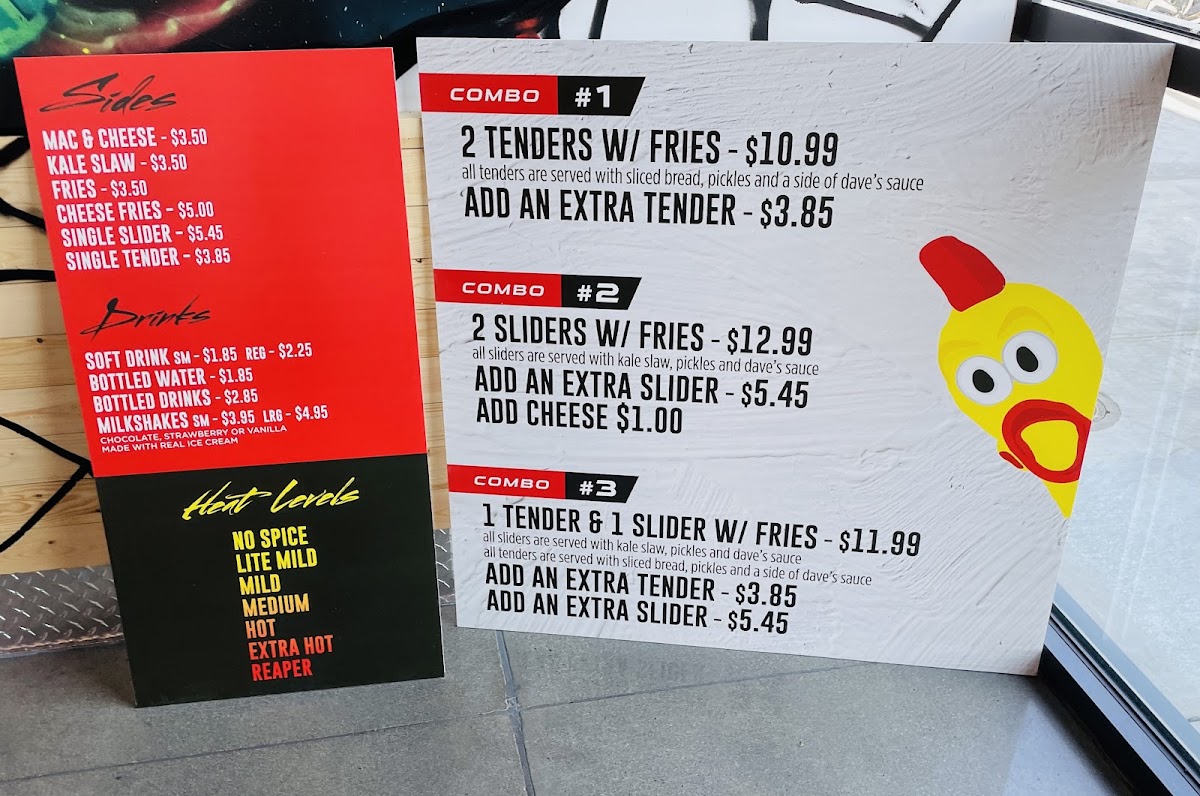 Sides
MAC & CHEESE - $3.50
KALE SLAW - $3.50
FRIES - $3.50
CHEESE FRIES - $5.00
SINGLE SLIDER - $5.45
SINGLE TENDER - $3.85
Drinks
SOFT DRINK SM - $1.85 REG - $2.25
BOTTLED WATER - $1.85
BOTTLED DRINKS - $2.85
MILKSHAKES SM - $3.95 LRG - $4.95
CHOCOLATE, STRAWBERRY OR VANILLA
MADE WITH REAL ICE CREAM
Heat Levels
NO SPICE
LITE MILD
MILD
MEDIUM
HOT
EXTRA HOT
REAPER
COMBO #1
2 TENDERS W/ FRIES - $10.99
all tenders are served with sliced bread, pickles and a side of dave's sauce
ADD AN EXTRA TENDER - $3.85
COMBO #2
2 SLIDERS W/ FRIES - $12.99
all sliders are served with kale slaw, pickles and dave's sauce
ADD AN EXTRA SLIDER - $5.45
ADD CHEESE $1.00
COMBO #3
1 TENDER & 1 SLIDER W/ FRIES - $11.99
all sliders are served with kale slaw, pickles and dave's sauce
all tenders are served with sliced bread, pickles and a side of dave's sauce
ADD AN EXTRA TENDER - $3.85
ADD AN EXTRA SLIDER - $5.45